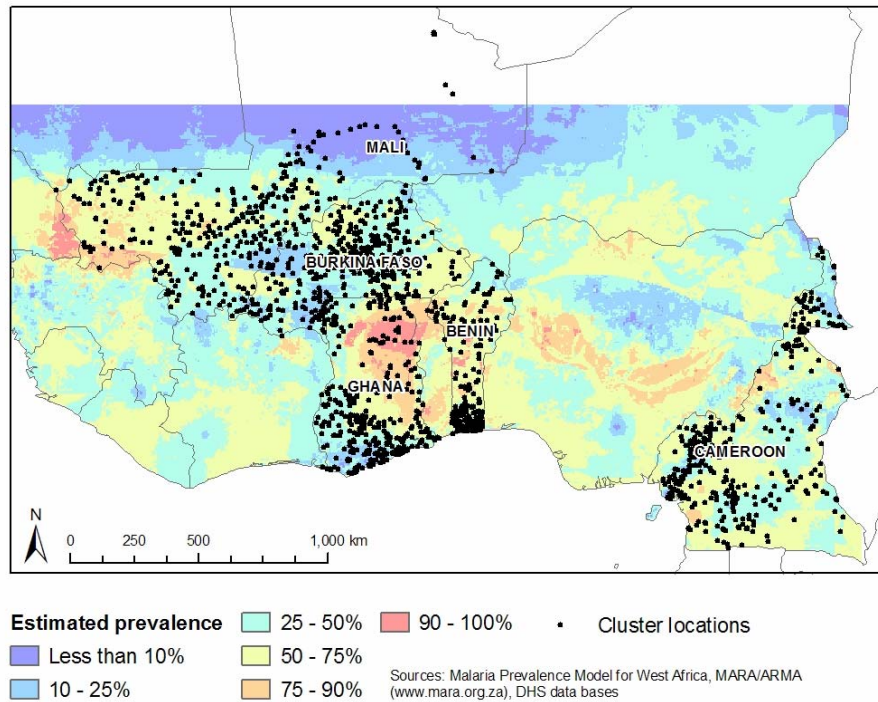 MALI
BURKINA FASO
BENIN
GHANA
CAMEROON
N
0 250 500 1,000 km
Estimated prevalence
Less than 10%
10 - 25%
25 - 50%
50 - 75%
75 - 90%
90 - 100%
Cluster locations
Sources: Malaria Prevalence Model for West Africa, MARA/ARMA
(www.mara.org.za), DHS data bases